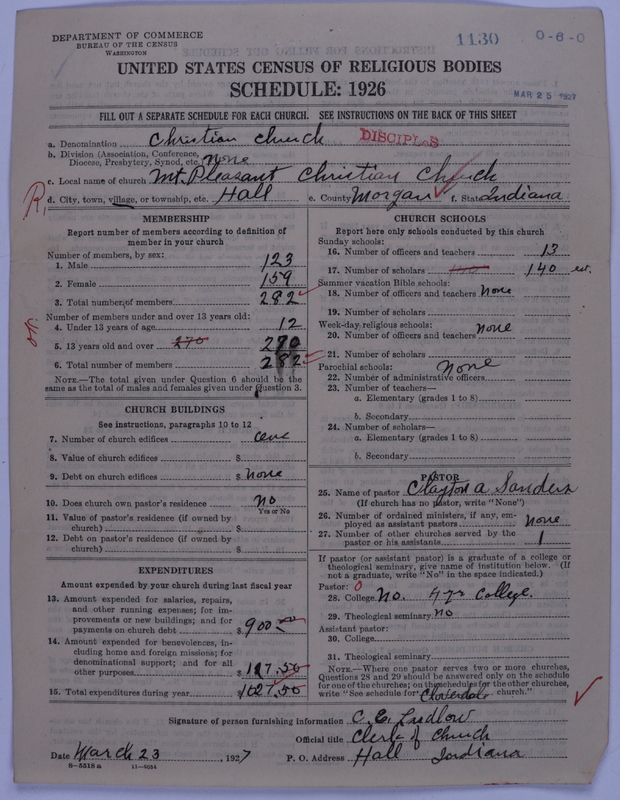 DEPARTMENT OF COMMERCE
BUREAU OF THE CENSUS
WASHINGTON
1130
0-6-0
UNITED STATES CENSUS OF RELIGIOUS BODIES
SCHEDULE: 1926
MAR 25 1927
FILL OUT A SEPARATE SCHEDULE FOR EACH CHURCH. SEE INSTRUCTIONS ON THE BACK OF THIS SHEET
a. Denomination Christian Church DISCIPLES
b. Division (Association, Conference, Diocese, Presbytery, Synod, etc.) None
c. Local name of church Mt. Pleasant Christian Church
d. City, town, village, or township, etc. Hall e. County Morgan f. State Indiana
MEMBERSHIP
Report number of members according to definition of
member in your church
Number of members, by sex:
1. Male 123
2. Female 159
3. Total number of members 282
Number of members under and over 13 years old:
4. Under 13 years of age 12
5. 13 years old and over 270 270
6. Total number of members 282
NOTE.—The total given under Question 6 should be the
same as the total of males and females given under Question 3.
CHURCH BUILDINGS
See instructions, paragraphs 10 to 12
7. Number of church edifices one
8. Value of church edifices $
9. Debt on church edifices $ none
10. Does church own pastor's residence no
Yes or No
11. Value of pastor's residence (if owned by
church) $
12. Debt on pastor's residence (if owned by
church) $
EXPENDITURES
Amount expended by your church during last fiscal year
13. Amount expended for salaries, repairs,
and other running expenses; for im-
provements or new buildings; and for
payments on church debt $ 900
14. Amount expended for benevolences, in-
cluding home and foreign missions; for
denominational support; and for all
other purposes $ 127.50
15. Total expenditures during year $ 1027.50
CHURCH SCHOOLS
Report here only schools conducted by this church
Sunday schools:
16. Number of officers and teachers 13
17. Number of scholars 140 est.
Summer vacation Bible schools:
18. Number of officers and teachers None
19. Number of scholars
Week-day religious schools:
20. Number of officers and teachers none
21. Number of scholars
Parochial schools: None
22. Number of administrative officers
23. Number of teachers—
a. Elementary (grades 1 to 8)
b. Secondary
24. Number of scholars—
a. Elementary (grades 1 to 8)
b. Secondary
PASTOR
25. Name of pastor Clayton A Sanders
(If church has no pastor, write "None")
26. Number of ordained ministers, if any, em-
ployed as assistant pastors none
27. Number of other churches served by the
pastor or his assistants 1
If pastor (or assistant pastor) is a graduate of a college or
theological seminary, give name of institution below. (If
not a graduate, write "No" in the space indicated.)
Pastor: 0
28. College No. 4 yr College.
29. Theological seminary no
Assistant pastor:
30. College
31. Theological seminary
NOTE.—Where one pastor serves two or more churches,
Questions 28 and 29 should be answered only on the schedule
for one of the churches; on the schedules for the other churches,
write "See schedule for Cloverdale church."
Signature of person furnishing information C. E. Ludlow
Official title Clerk of Church
Date March 23, 1927 P. O. Address Hall Indiana
8-5518 a 11-9054